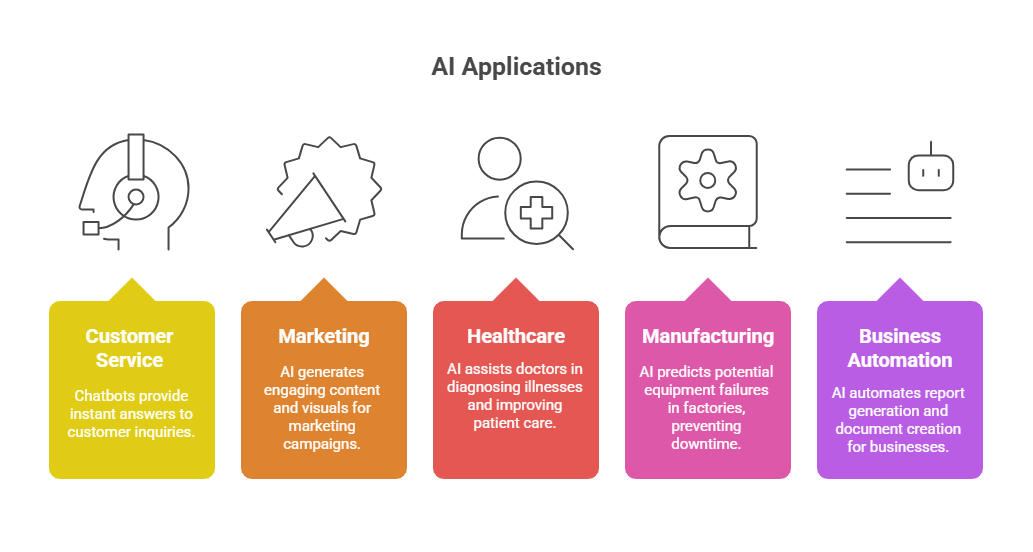 AI Applications
Customer
Service
Chatbots provide
instant answers to
customer inquiries.
Marketing
AI generates
engaging content
and visuals for
marketing
campaigns.
Healthcare
AI assists doctors in
diagnosing illnesses
and improving
patient care.
Manufacturing
AI predicts potential
equipment failures
in factories,
preventing
downtime.
Business
Automation
AI automates report
generation and
document creation
for businesses.